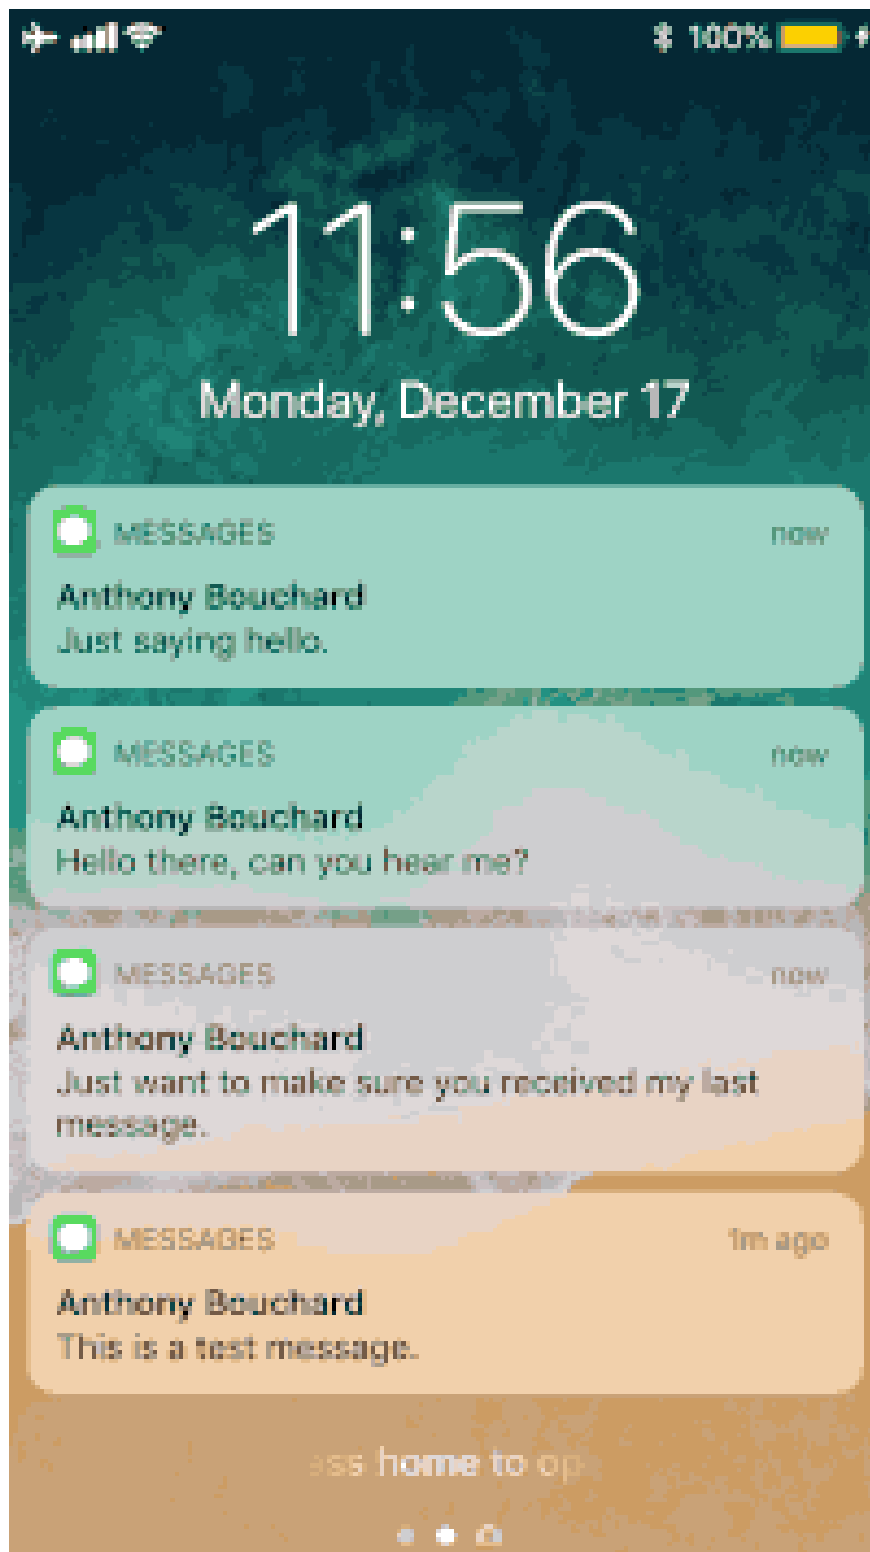 100%
11:56
Monday, December 17
MESSAGES now
Anthony Bouchard
Just saying hello.
MESSAGES now
Anthony Bouchard
Hello there, can you hear me?
MESSAGES now
Anthony Bouchard
Just want to make sure you received my last
message.
MESSAGES 1m ago
Anthony Bouchard
This is a test message.
ess home to op